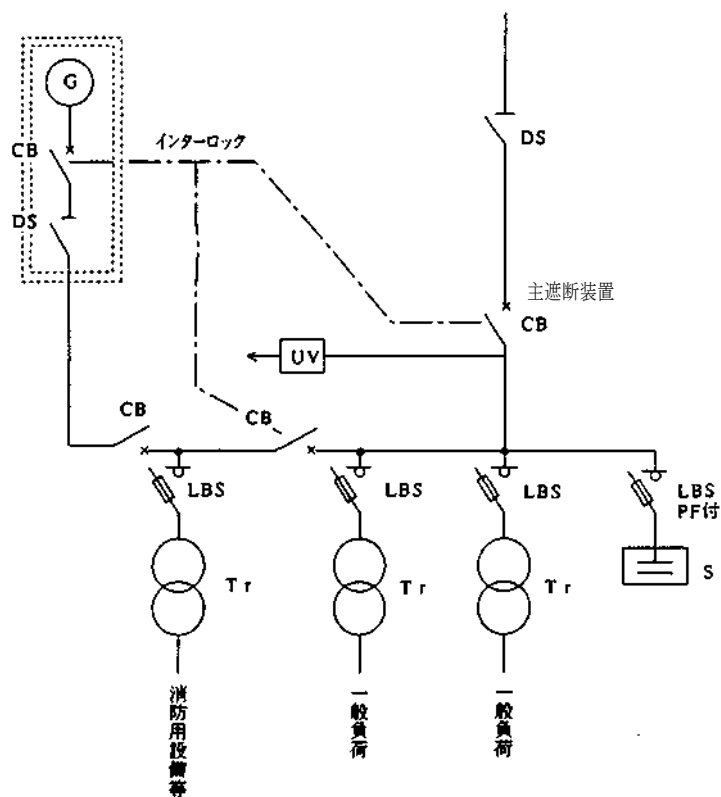 G
CB
インターロック
DS
DS
主遮断装置
CB
UV
CB
CB
LBS
LBS
LBS
LBS
PF付
Tr
Tr
Tr
S
消防用設備等
一般負荷
一般負荷